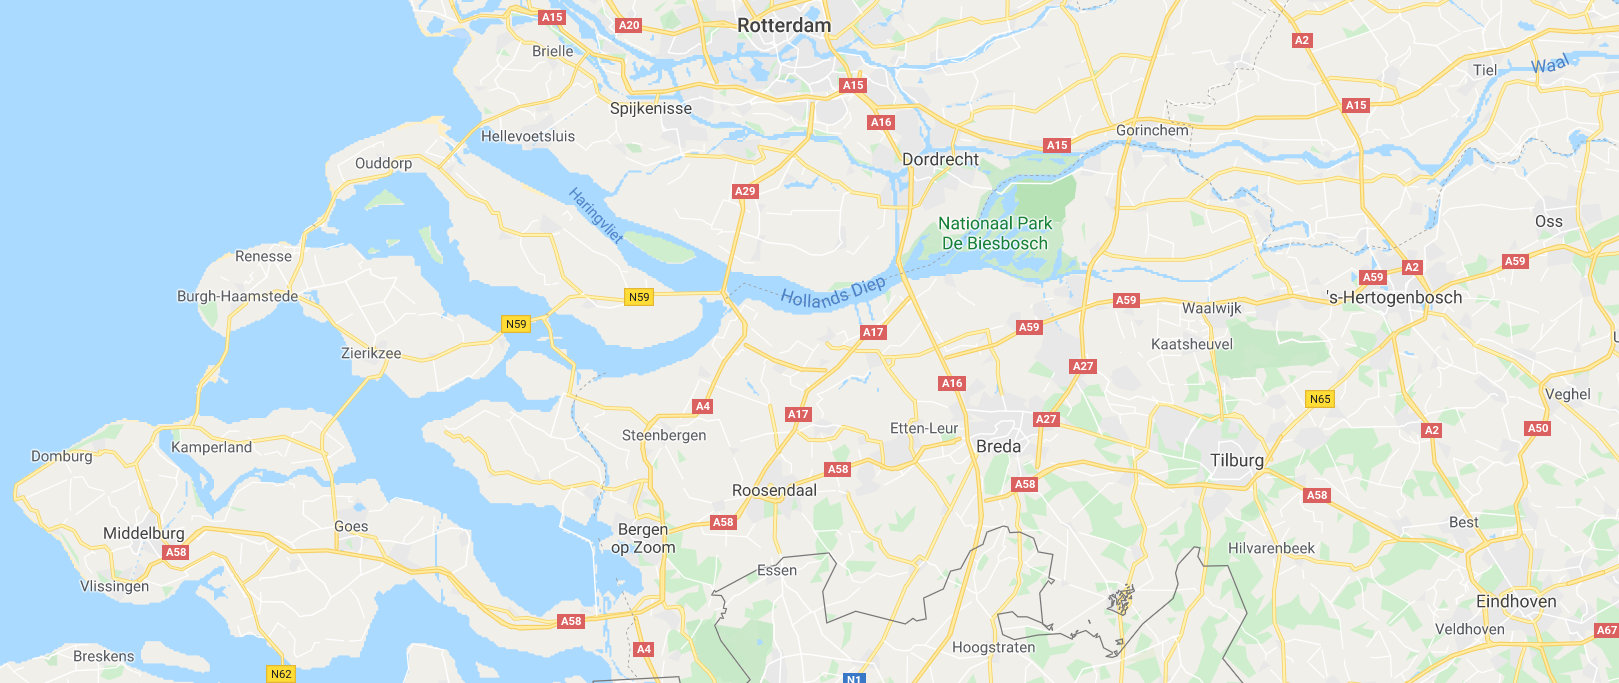 A15
A20
Rotterdam
A2
Brielle
Tiel
Waal
A15
Spijkenisse
A15
A16
Gorinchem
Hellevoetsluis
A15
Ouddorp
Dordrecht
A29
Haringvliet
Nationaal Park
De Biesbosch
Oss
Renesse
A59
A2
A59
Hollands Diep
Burgh-Haamstede
N59
A59
Waalwijk
's-Hertogenbosch
N59
A17
A59
Kaatsheuvel
Zierikzee
A27
A16
N65
Veghel
A4
A17
A27
Etten-Leur
A2
A50
Steenbergen
Breda
Kamperland
Domburg
Tilburg
A58
A58
Roosendaal
A58
Goes
A58
Bergen
op Zoom
Best
Middelburg
A58
Hilvarenbeek
Essen
Vlissingen
Eindhoven
A58
Veldhoven
A67
Breskens
A4
Hoogstraten
N62
N1